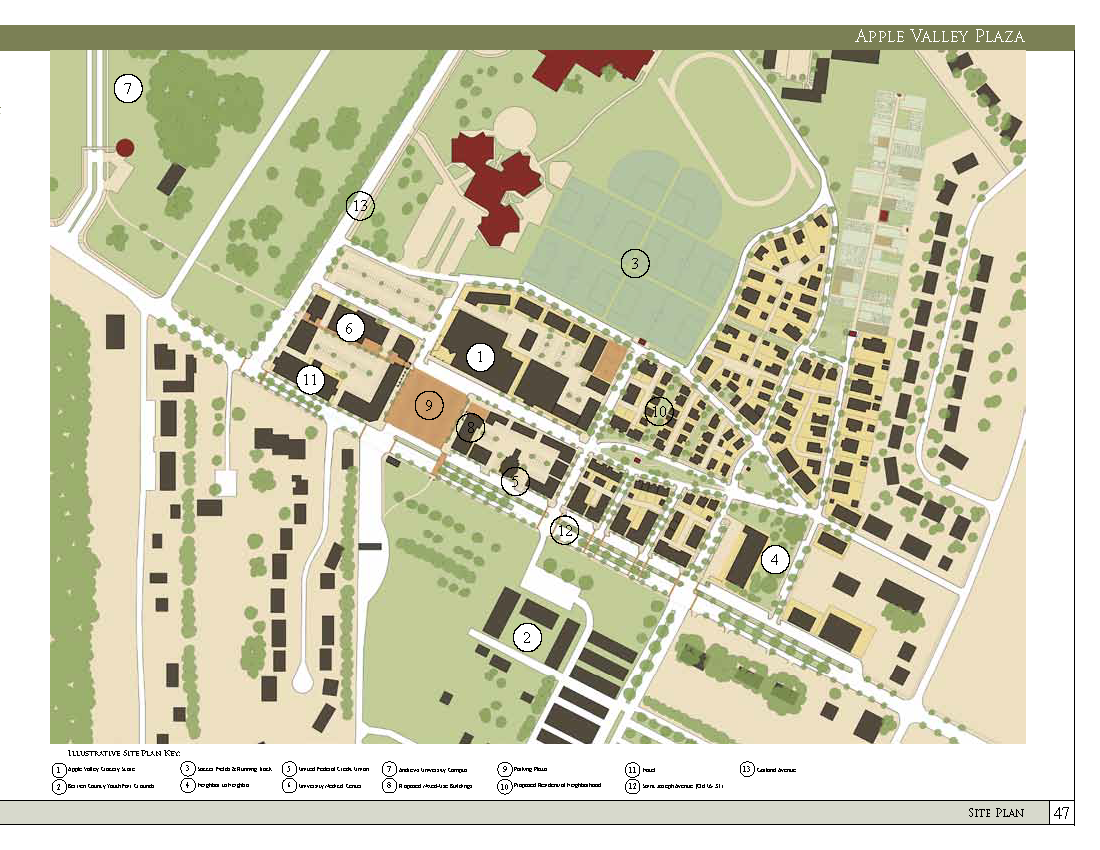 Apple Valley Plaza
7
13
3
6
1
11
9
10
8
5
12
4
2
Illustrative Site Plan Key:
1 Apple Valley Grocery Store
2 Berrien County Youth Fair Grounds
3 Soccer Fields & Running Track
4 Neighbor to Neighbor
5 United Federal Credit Union
6 University Medical Center
7 Andrews University Campus
8 Proposed Mixed-Use Buildings
9 Parking Plaza
10 Proposed Residential Neighborhood
11 Hotel
12 Saint Joseph Avenue (Old US 31)
13 Garland Avenue
Site Plan 47